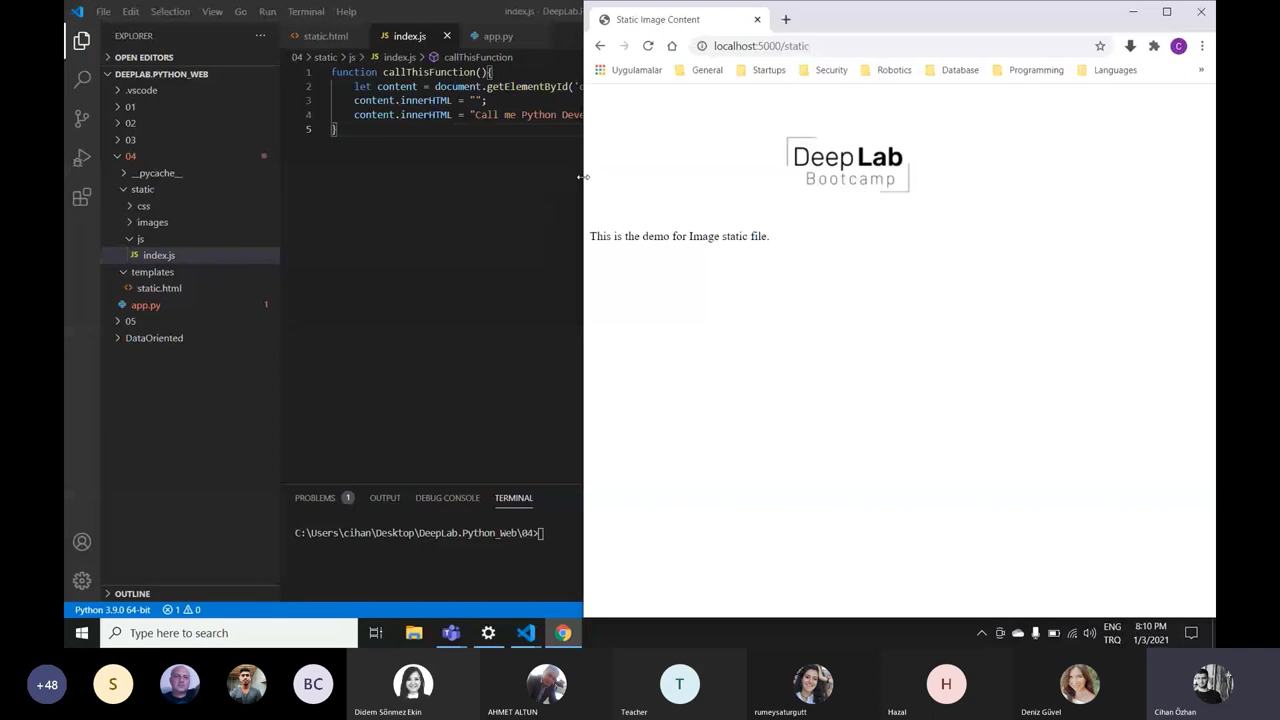 File Edit Selection View Go Run Terminal Help
index.js - DeepLab.P
EXPLORER
OPEN EDITORS
DEEPLAB.PYTHON_WEB
.vscode
01
02
03
04
__pycache__
static
css
images
js
JS index.js
templates
static.html
app.py 1
05
DataOriented
OUTLINE
static.html
JS index.js
app.py
04 > static > js > JS index.js > callThisFunction
1 function callThisFunction(){
2 let content = document.getElementById('
3 content.innerHTML = "";
4 content.innerHTML = "Call me Python Deve
5 }
PROBLEMS 1 OUTPUT DEBUG CONSOLE TERMINAL
C:\Users\cihan\Desktop\DeepLab.Python_Web\04>
Python 3.9.0 64-bit 1 0
Static Image Content
localhost:5000/static
C
Uygulamalar General Startups Security Robotics Database Programming Languages »
Deep Lab
Bootcamp
This is the demo for Image static file.
Type here to search
ENG
TRQ
8:10 PM
1/3/2021
+48
S
BC
T
H
Didem Sönmez Ekin
AHMET ALTUN
Teacher
rumeysaturgutt
Hazal
Deniz Güvel
Cihan Özhan